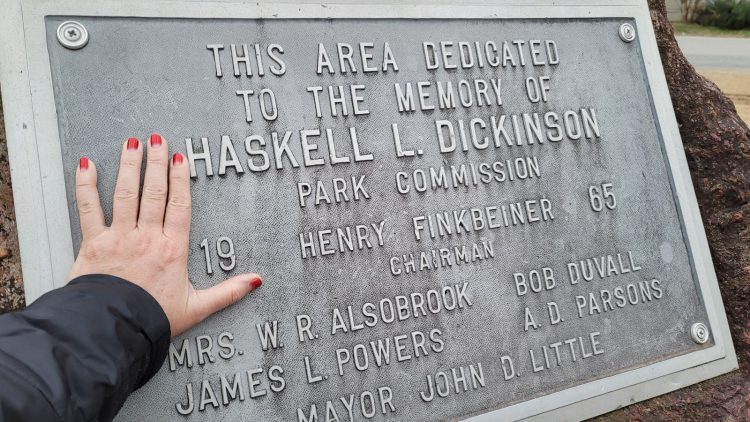 THIS AREA DEDICATED
TO THE MEMORY OF
HASKELL L. DICKINSON
PARK COMMISSION
19 HENRY FINKBEINER 65
CHAIRMAN
MRS. W. R. ALSOBROOK BOB DUVALL
JAMES L. POWERS A. D. PARSONS
MAYOR JOHN D. LITTLE